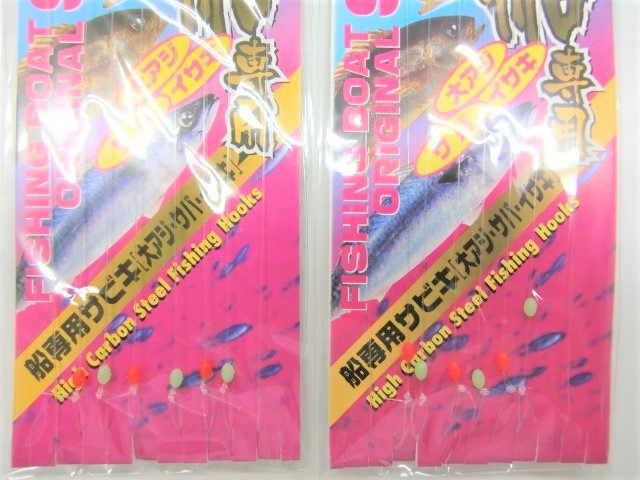 FISHING BOAT
ORIGINAL S
船専用
大アジ
サバ
イサキ
船専用サビキ[大アジ・サバ・イサキ]
High Carbon Steel Fishing Hooks
FISHING BOAT
ORIGINAL S
船専用
大アジ
サバ
イサキ
船専用サビキ[大アジ・サバ・イサキ]
High Carbon Steel Fishing Hooks